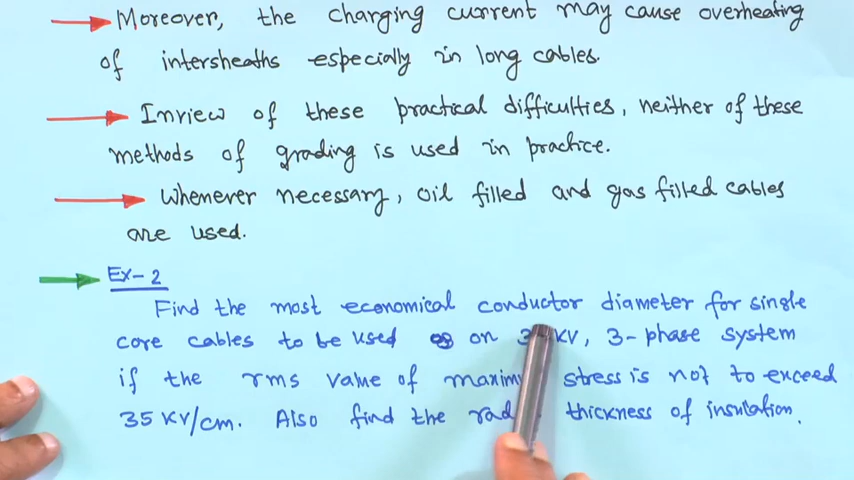 Moreover, the charging current may cause overheating
of intersheaths especially in long cables.
Inview of these practical difficulties, neither of these
methods of grading is used in practice.
Whenever necessary, oil filled and gas filled cables
are used.
Ex-2
Find the most economical conductor diameter for single
core cables to be used on KV, 3-phase system
if the rms value of stress is not to exceed
35 KV/cm. Also find the thickness of insulation.